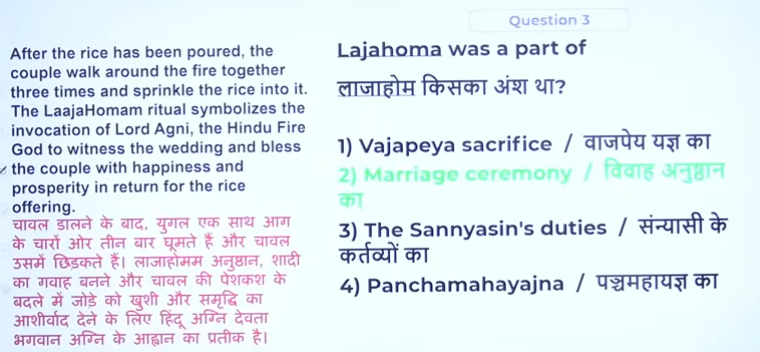 Question 3
After the rice has been poured, the
couple walk around the fire together
three times and sprinkle the rice into it.
The LaajaHomam ritual symbolizes the
invocation of Lord Agni, the Hindu Fire
God to witness the wedding and bless
the couple with happiness and
prosperity in return for the rice
offering.
चावल डालने के बाद, युगल एक साथ आग
के चारों ओर तीन बार घूमते हैं और चावल
उसमें छिड़कते हैं। लाजाहोमम अनुष्ठान, शादी
का गवाह बनने और चावल की पेशकश के
बदले में जोड़े को खुशी और समृद्धि का
आशीर्वाद देने के लिए हिंदू अग्नि देवता
भगवान अग्नि के आह्वान का प्रतीक है।
Lajahoma was a part of
लाजाहोम किसका अंश था?
1) Vajapeya sacrifice / वाजपेय यज्ञ का
2) Marriage ceremony / विवाह अनुष्ठान
का
3) The Sannyasin's duties / संन्यासी के
कर्तव्यों का
4) Panchamahayajna / पञ्चमहायज्ञ का